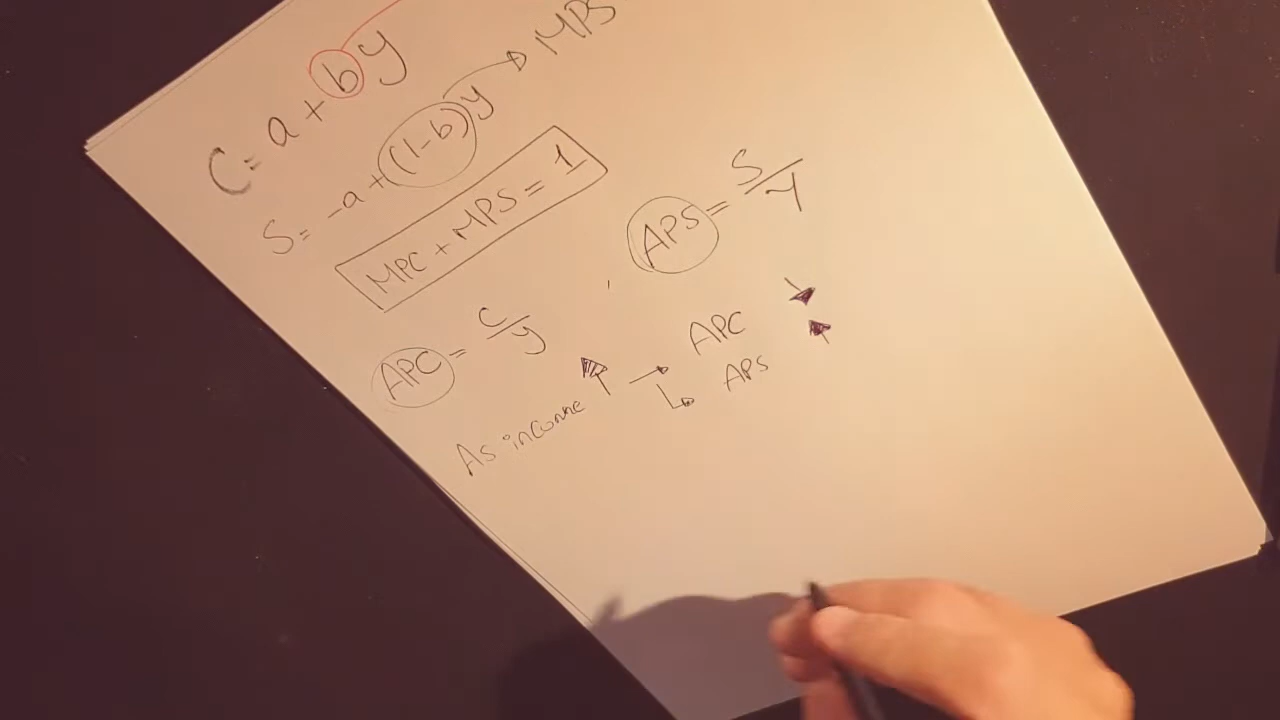 C = a + by
S = -a + (1-b)y → MPS
MPC + MPS = 1
APS = S/Y
APC = C/y
As income ↑ → APC ↓
↳ APS ↑